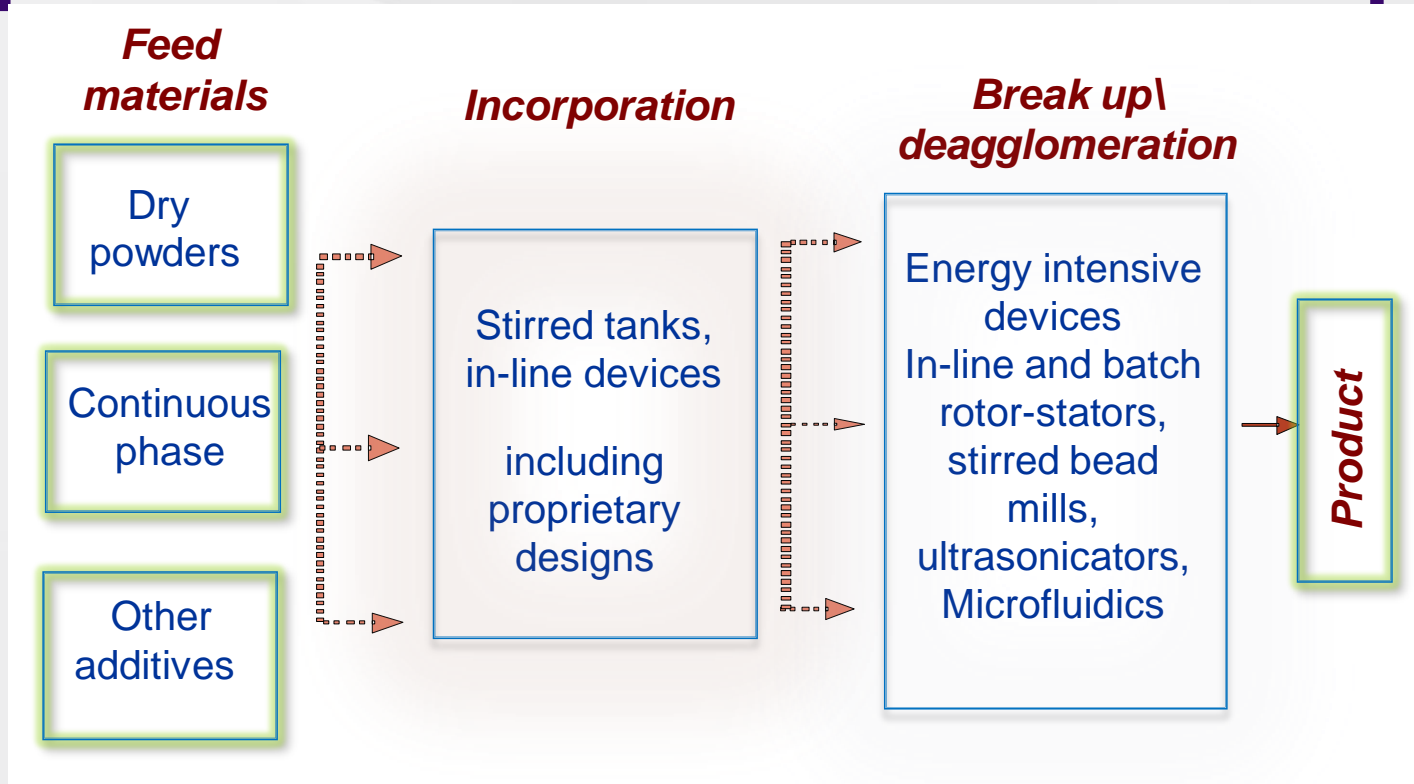 Feed
materials
Dry
powders
Continuous
phase
Other
additives
Incorporation
Stirred tanks,
in-line devices
including
proprietary
designs
Break up\
deagglomeration
Energy intensive
devices
In-line and batch
rotor-stators,
stirred bead
mills,
ultrasonicators,
Microfluidics
Product